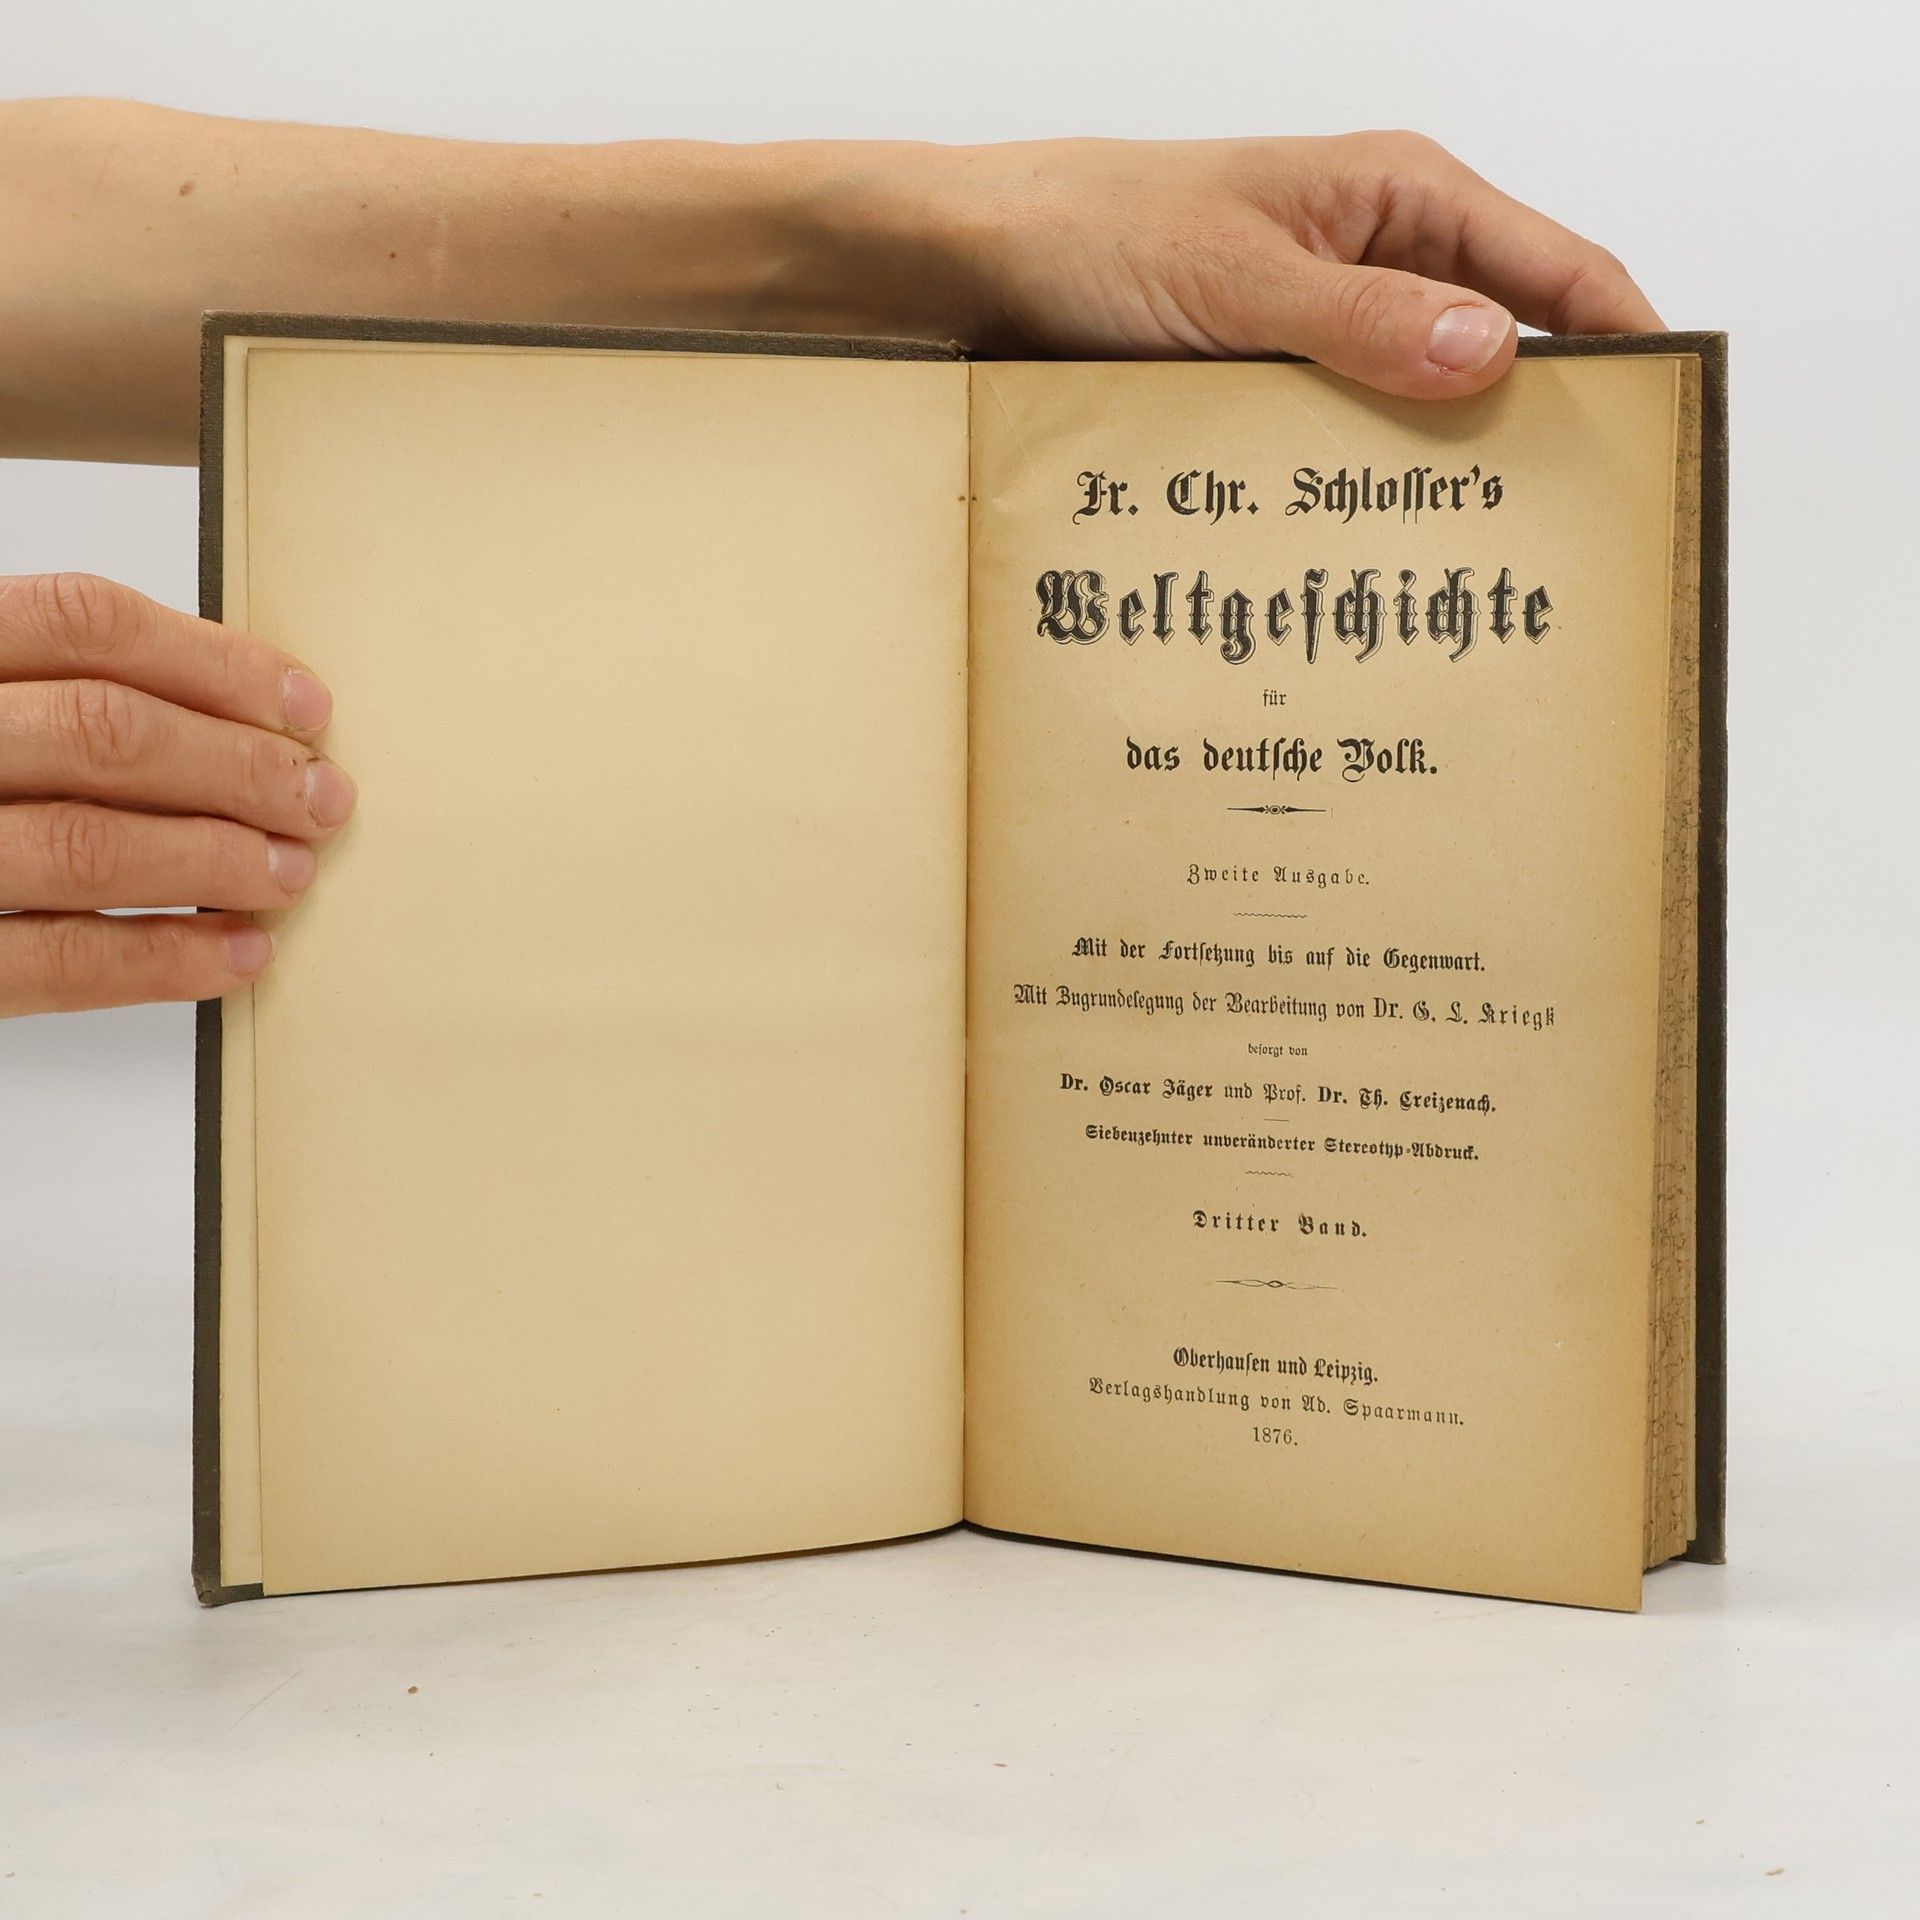 Fr. Chr. Schlosser's
Weltgeschichte
für
das deutsche Volk.
Zweite Ausgabe.
Mit der Fortsetzung bis auf die Gegenwart.
Mit Zugrundelegung der Bearbeitung von Dr. G. L. Kriegk
besorgt von
Dr. Oscar Jäger und Prof. Dr. Th. Creizenach.
Siebenzehnter unveränderter Stereotyp-Abdruck.
Dritter Band.
Oberhausen und Leipzig.
Verlagshandlung von Ad. Spaarmann.
1876.